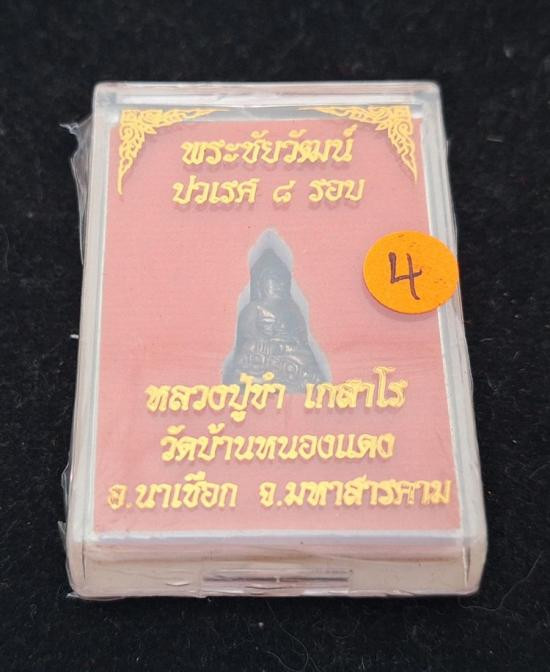 พระชัยวัฒน์
ปวเรศ ๘ รอบ
4
หลวงปู่ขำ เกสาโร
วัดบ้านหนองแดง
อ.นาเชือก จ.มหาสารคาม